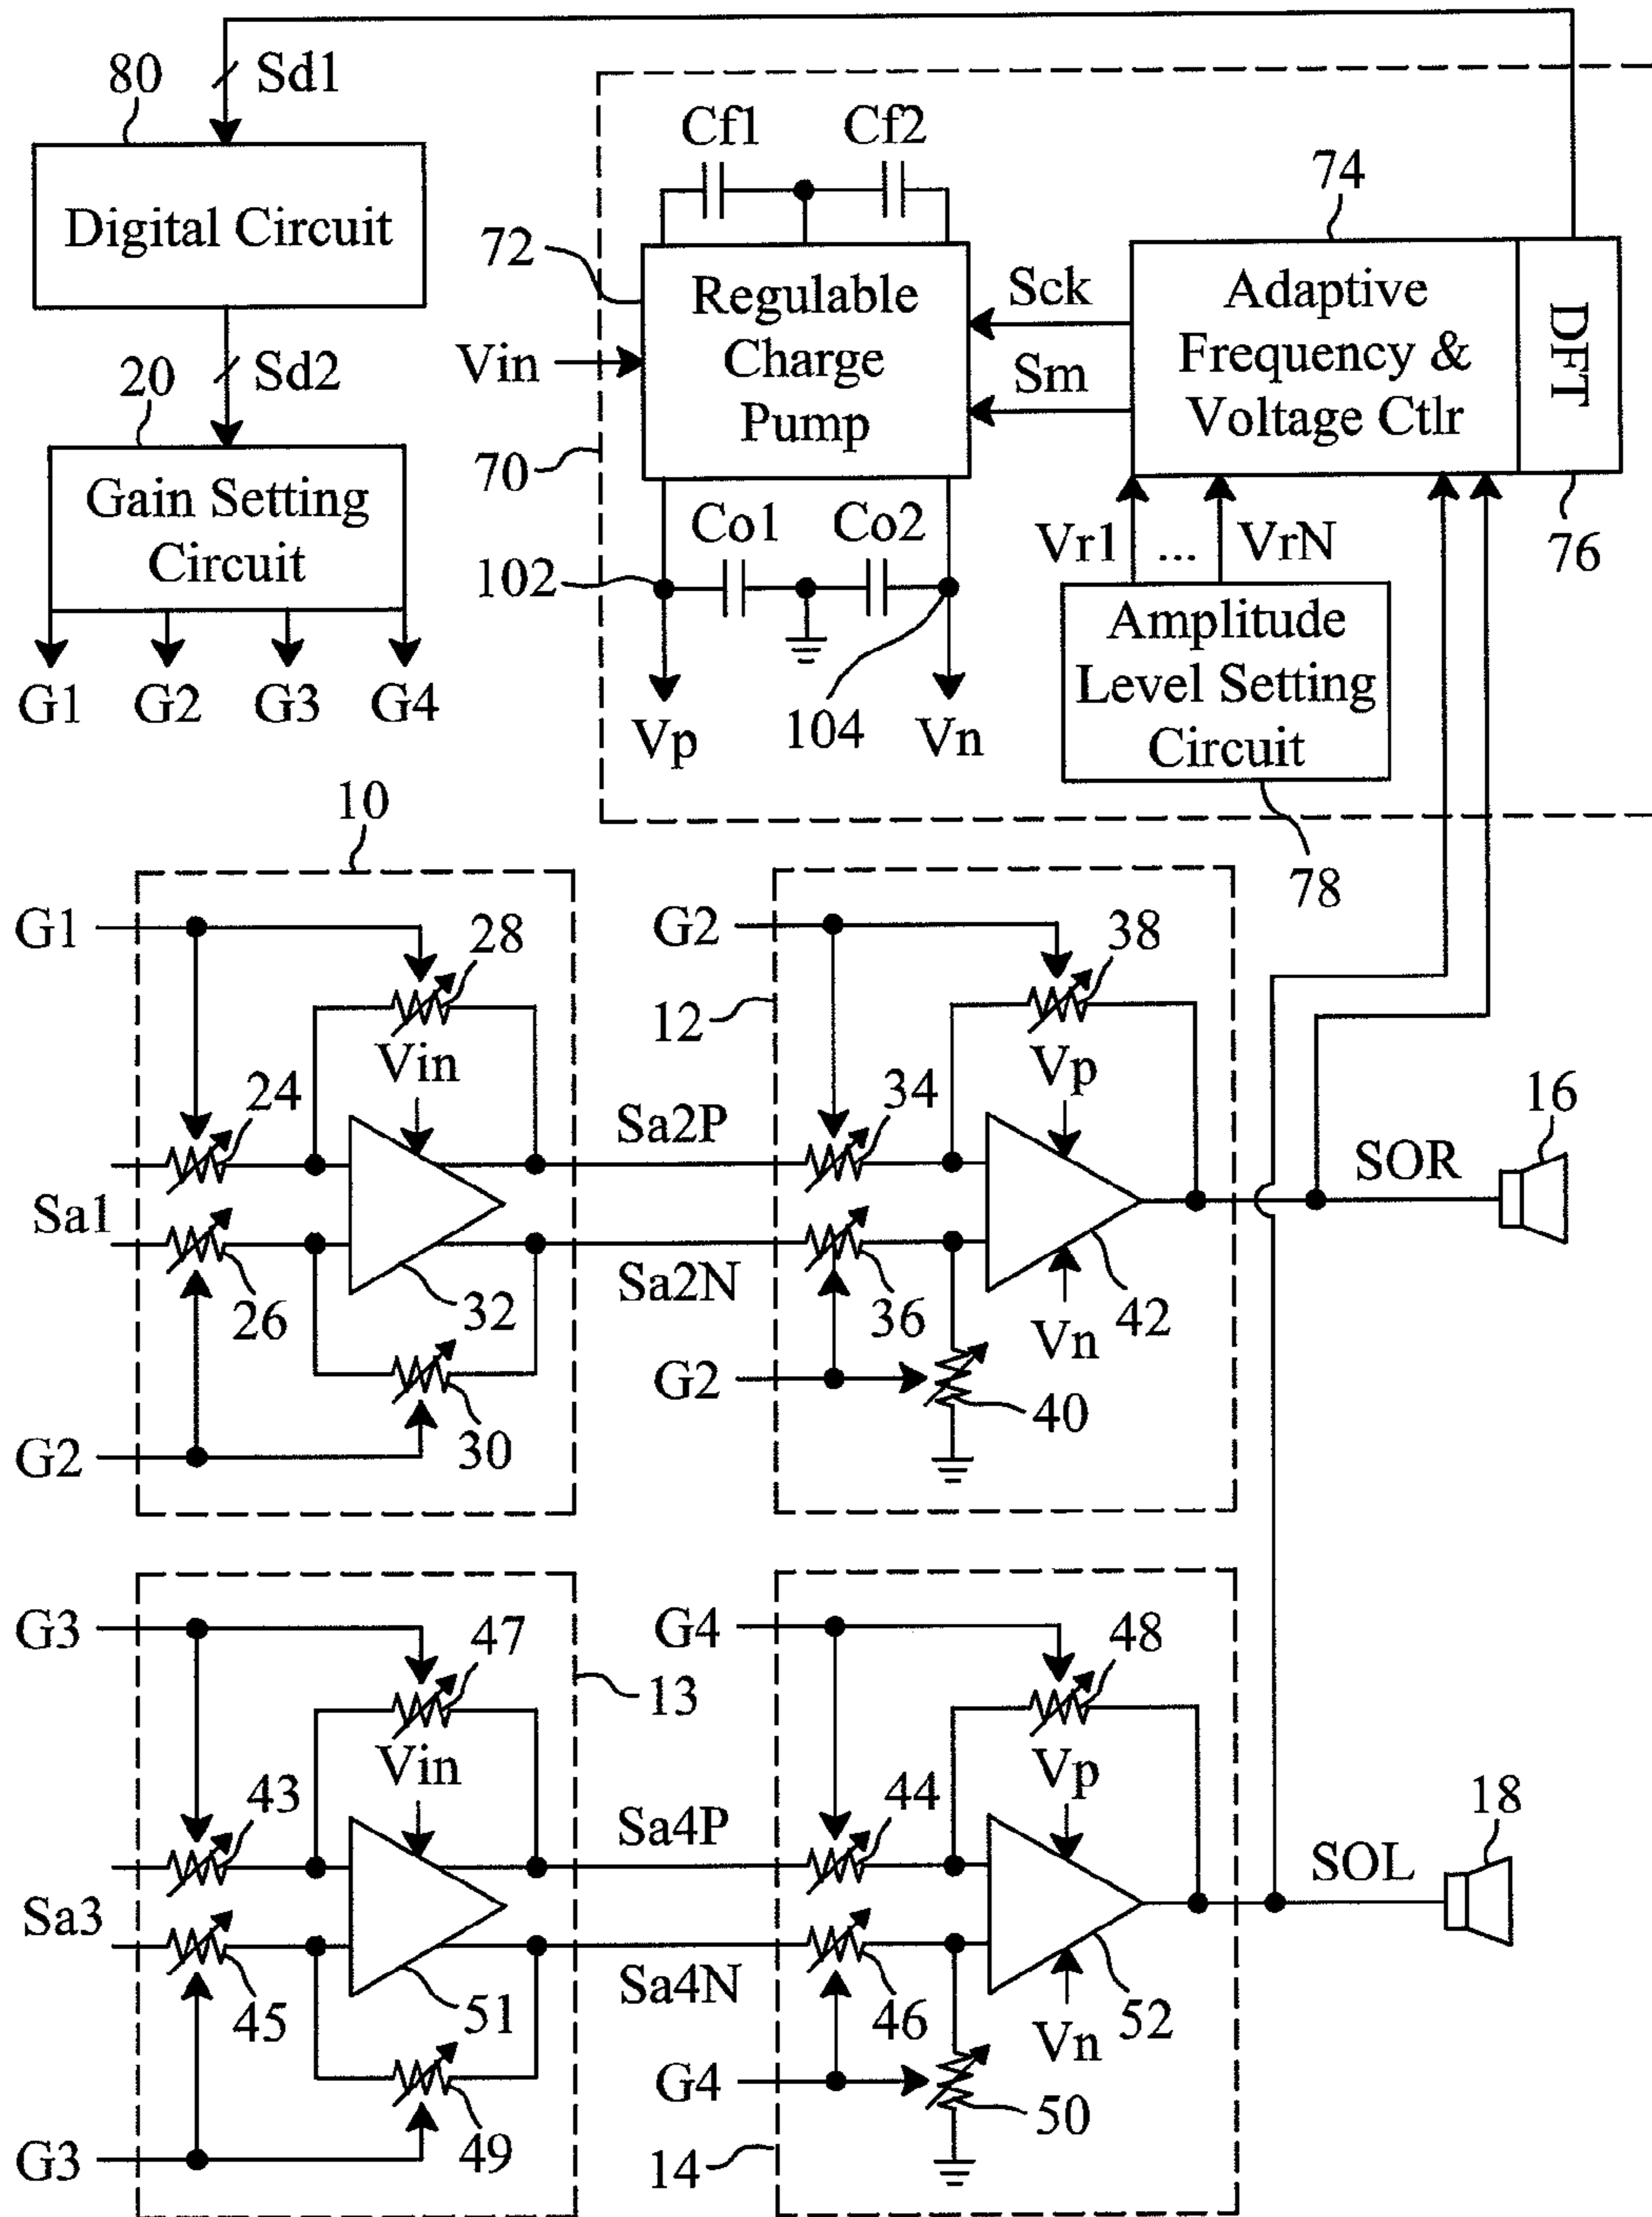 80
Sd1
Digital Circuit
20
Sd2
Gain Setting
Circuit
G1
G2
G3
G4
Cf1
Cf2
72
Regulable
Charge
Pump
Vin
70
Sck
Sm
74
Adaptive
Frequency &
Voltage Ctlr
DFT
76
Co1
Co2
102
104
Vp
Vn
Vr1
...
VrN
Amplitude
Level Setting
Circuit
78
10
G1
28
Vin
24
Sa1
26
32
30
G2
Sa2P
Sa2N
G2
12
38
Vp
34
36
42
Vn
G2
40
SOR
16
G3
47
13
Vin
43
Sa3
45
51
49
G3
Sa4P
Sa4N
G4
48
Vp
44
46
52
Vn
G4
50
14
SOL
18